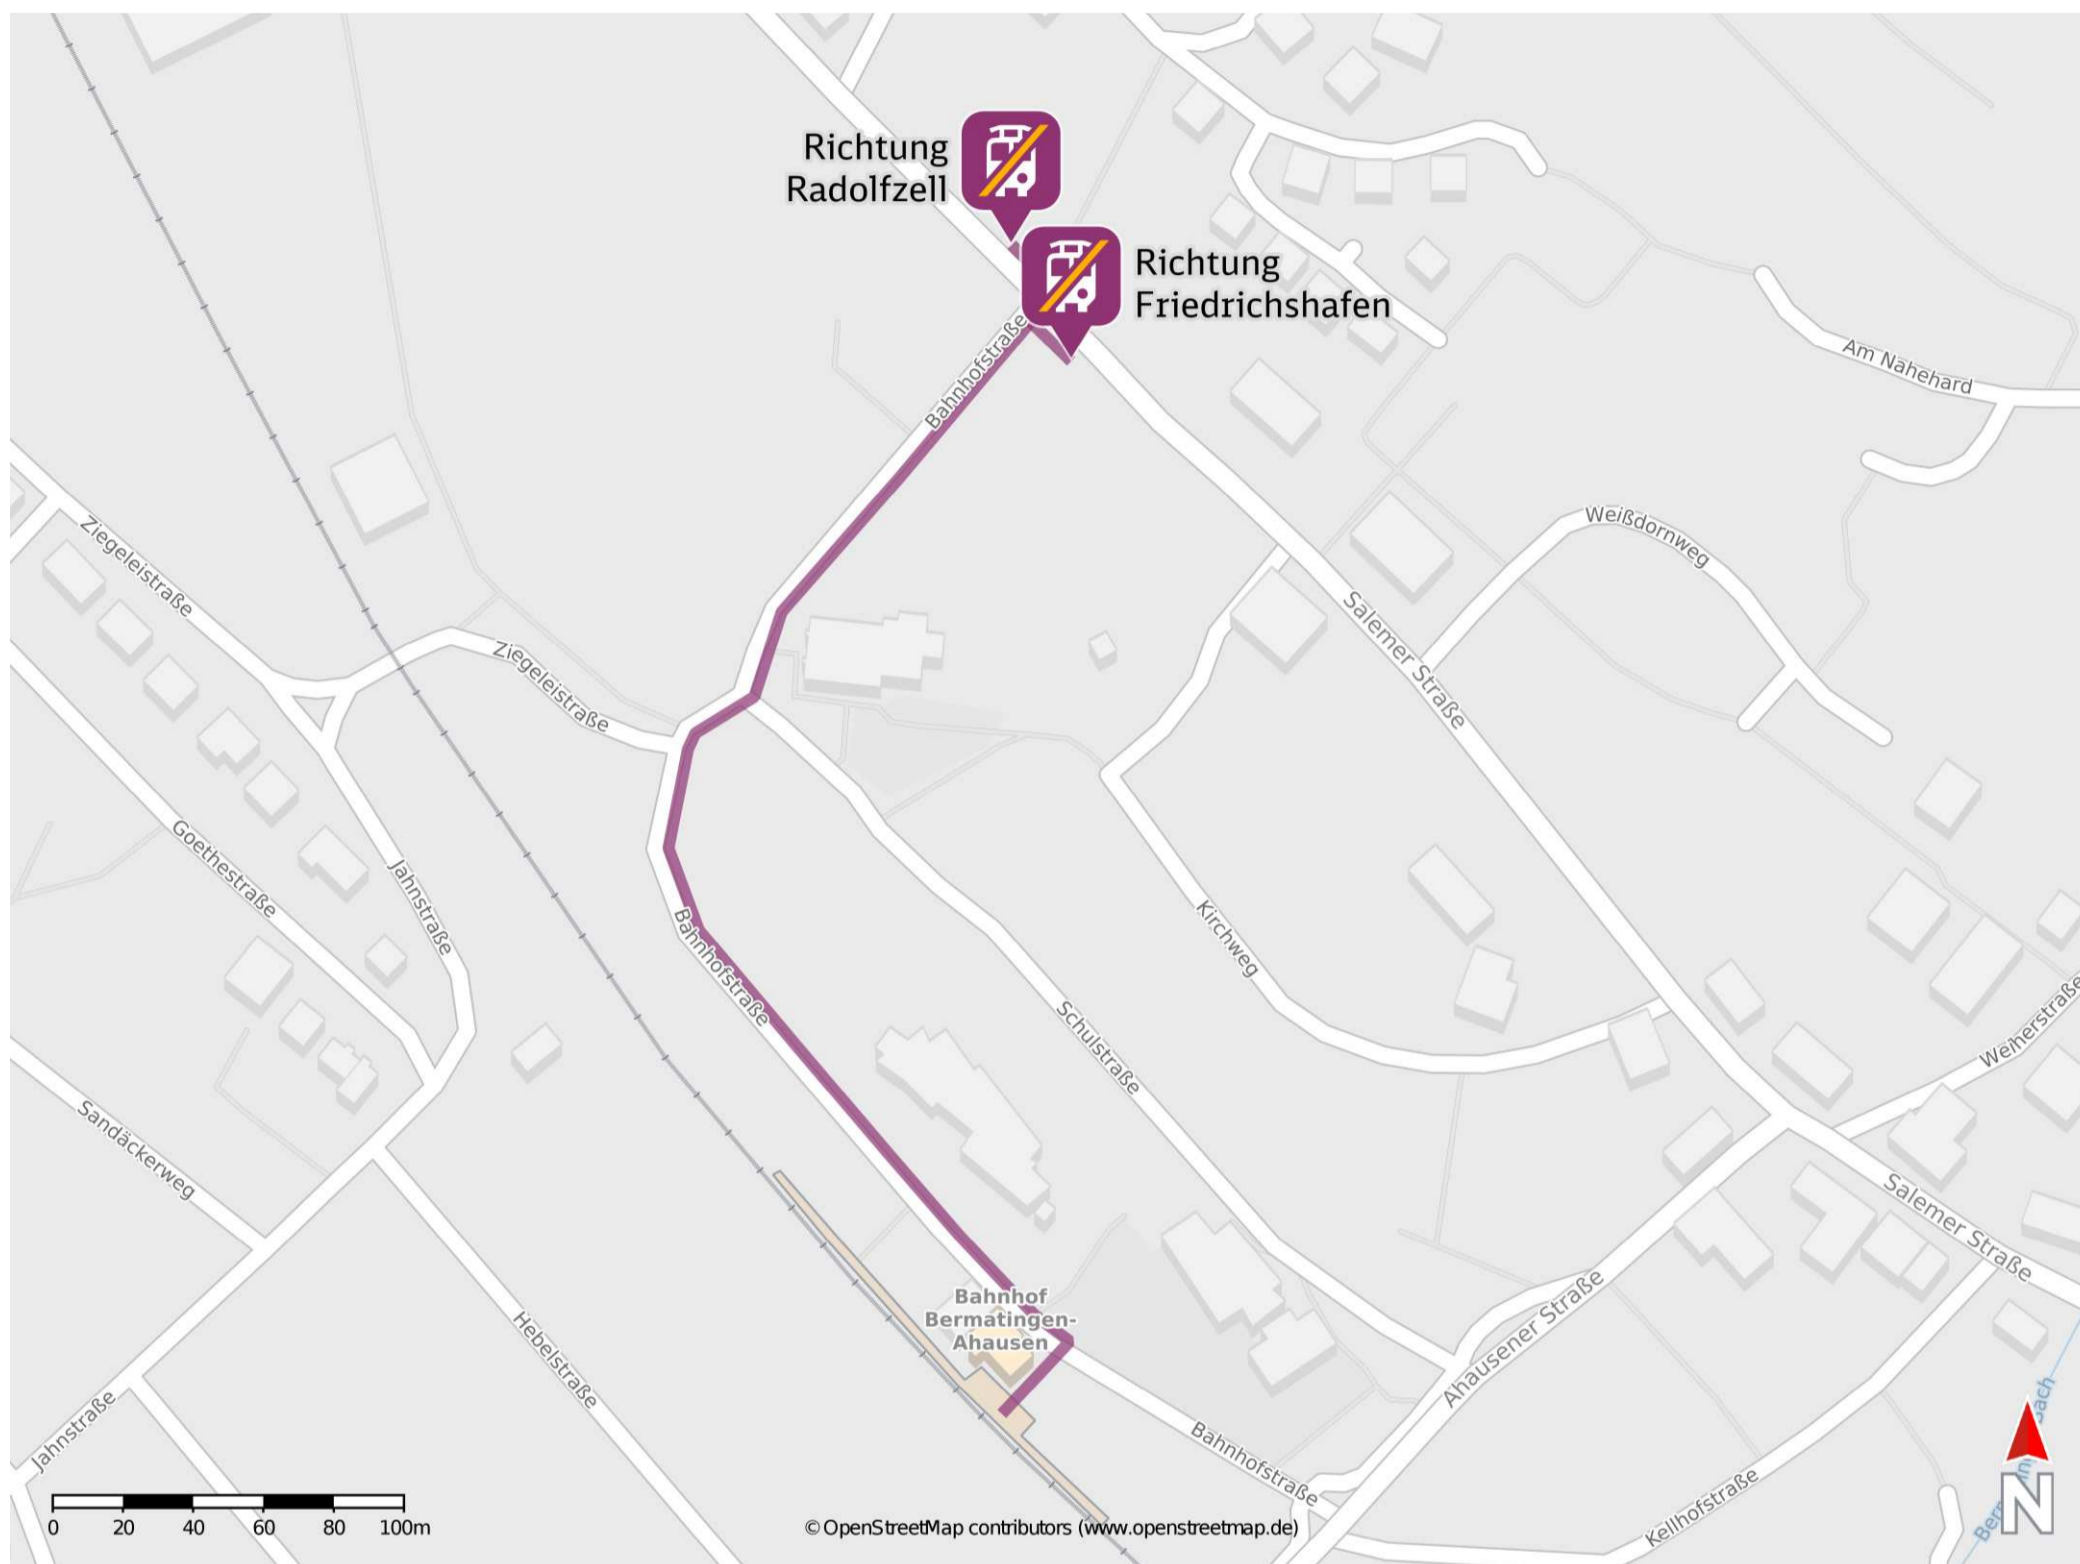 Richtung
Radolfzell
Richtung
Friedrichshafen
Bahnhofstraße
Am Nahehard
Weißdornweg
Ziegeleistraße
Salemer Straße
Ziegeleistraße
Goethestraße
Jahnstraße
Bahnhofstraße
Kirchweg
Schulstraße
Weiherstraße
Sandäckerweg
Salemer Straße
Bahnhof
Bermatingen-
Ahausen
Hebelstraße
Ahausener Straße
Jahnstraße
Bahnhofstraße
Kellhofstraße
N
0 20 40 60 80 100m
© OpenStreetMap contributors (www.openstreetmap.de)